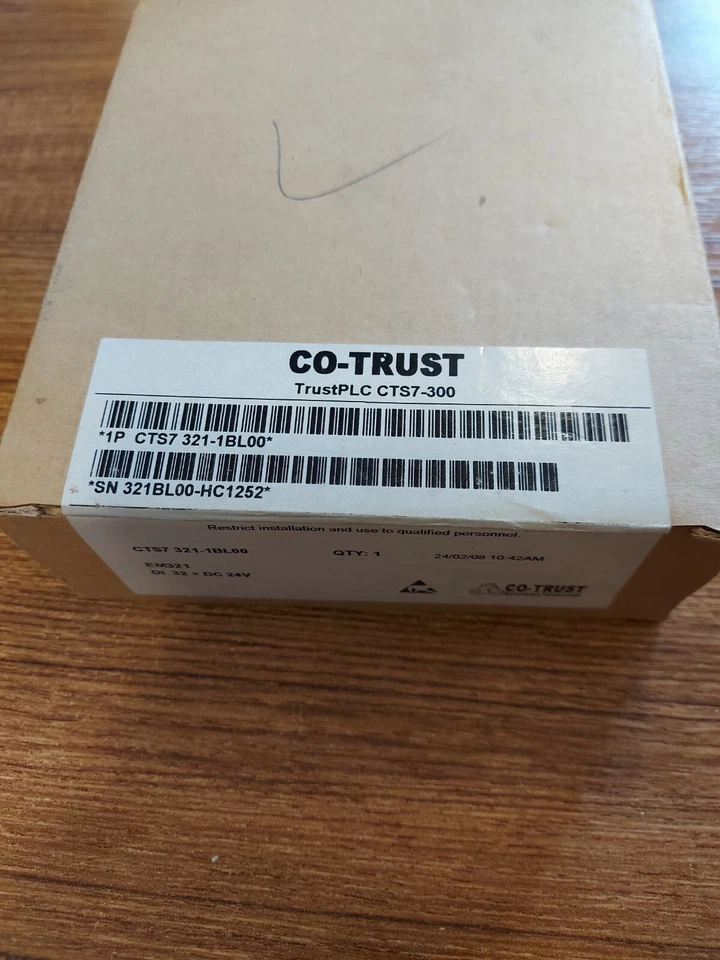 CO-TRUST
TrustPLC CTS7-300
*1P CTS7 321-1BL00*
*SN 321BL00-HC1252*
Restrict installation and use to qualified personnel.
CTS7 321-1BL00 QTY: 1 24/02/08 10:42AM
EM321
DI 32 × DC 24V
CO-TRUST